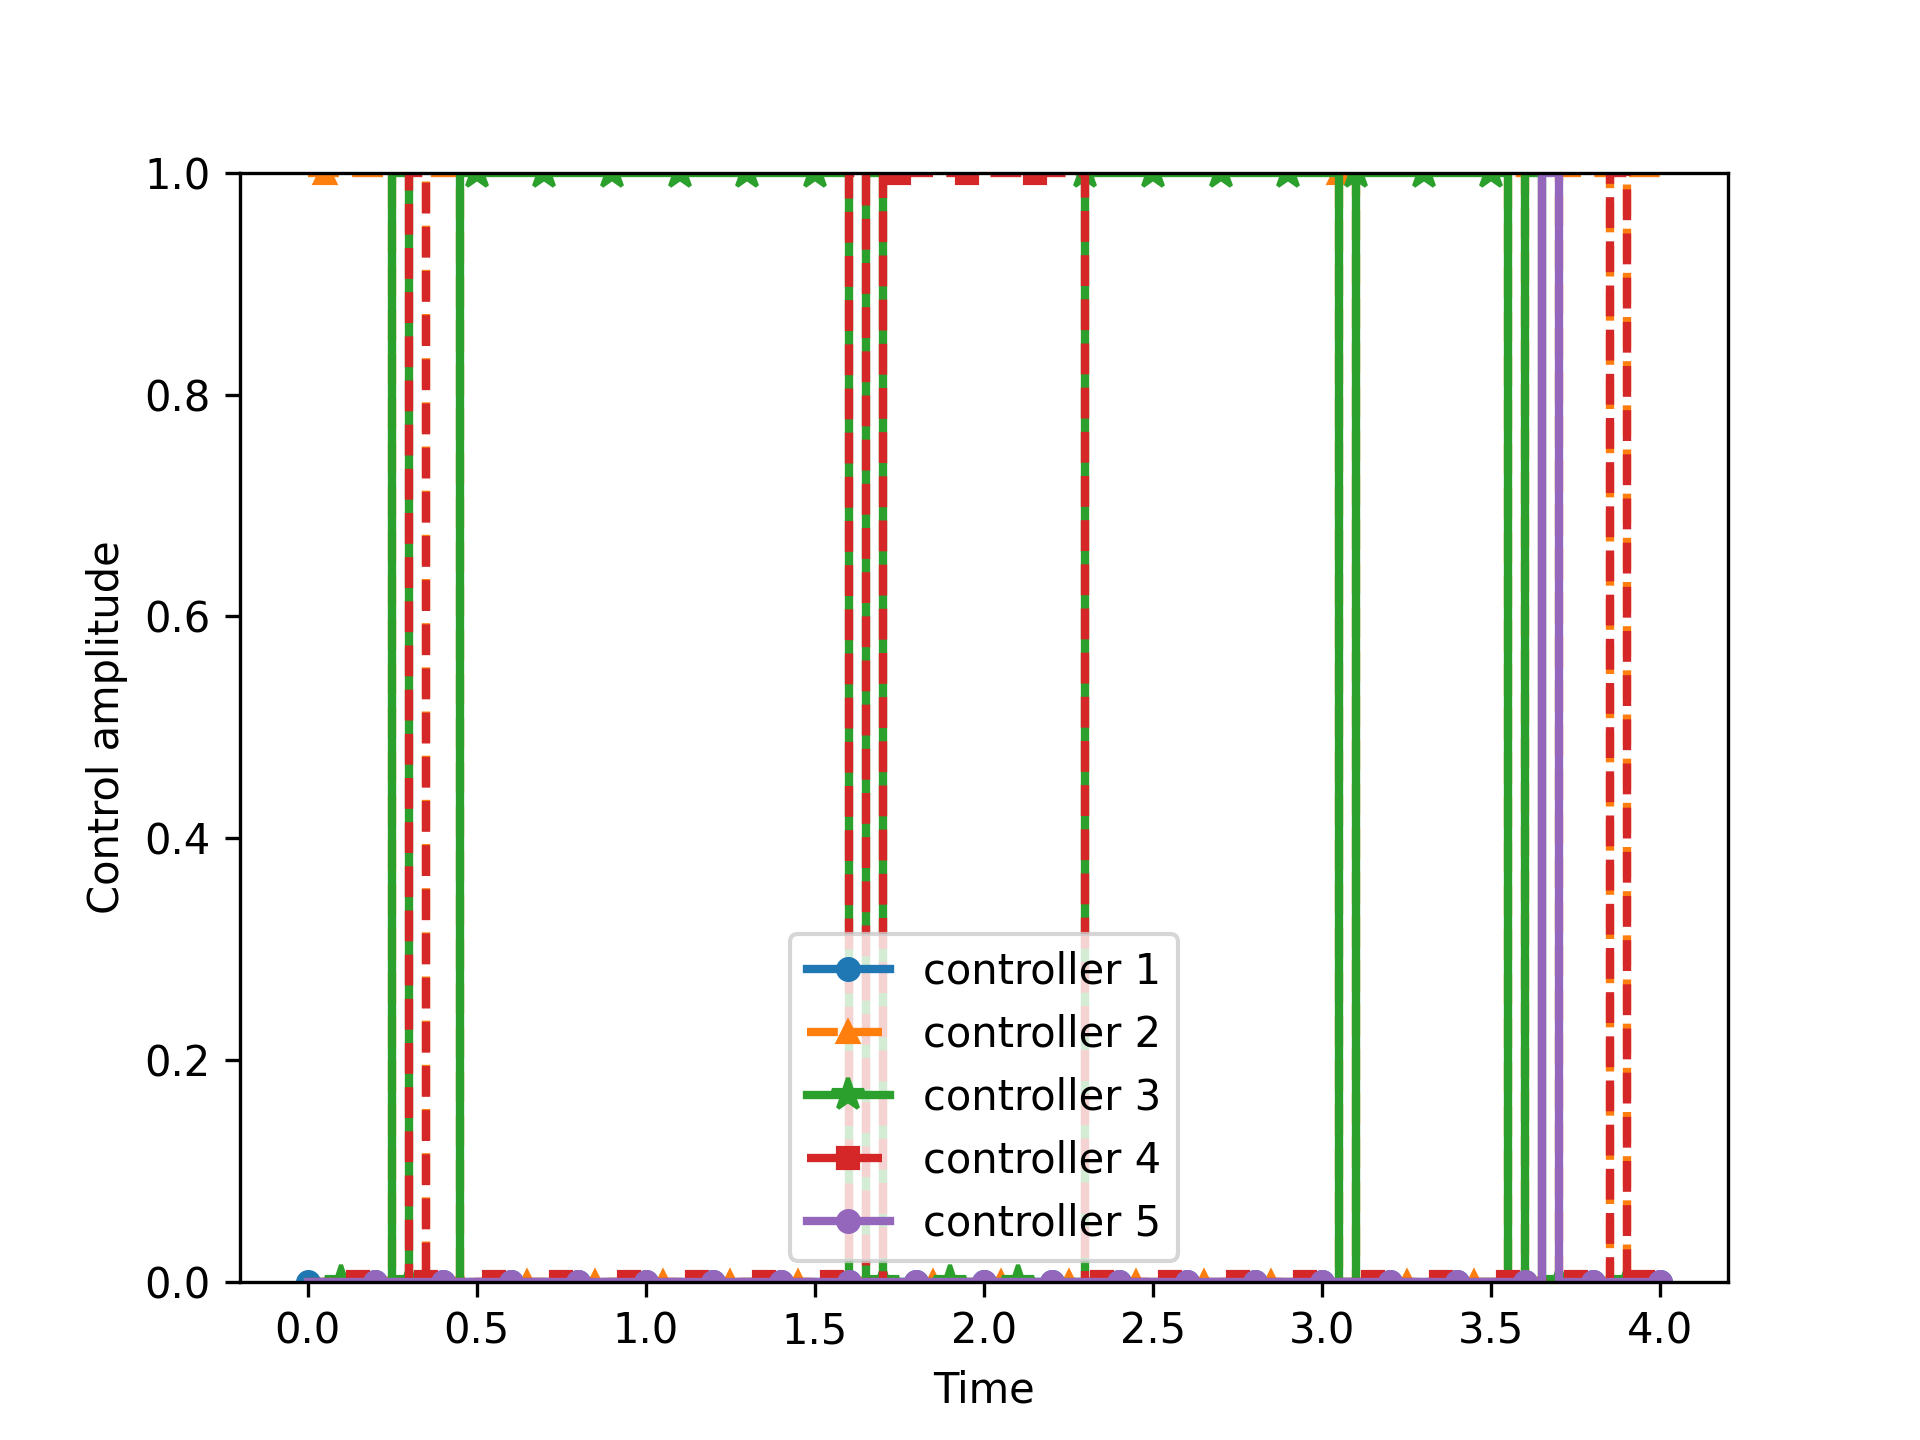 1.0
0.8
0.6
0.4
0.2
0.0
Control amplitude
controller 1
controller 2
controller 3
controller 4
controller 5
0.0 0.5 1.0 1.5 2.0 2.5 3.0 3.5 4.0
Time